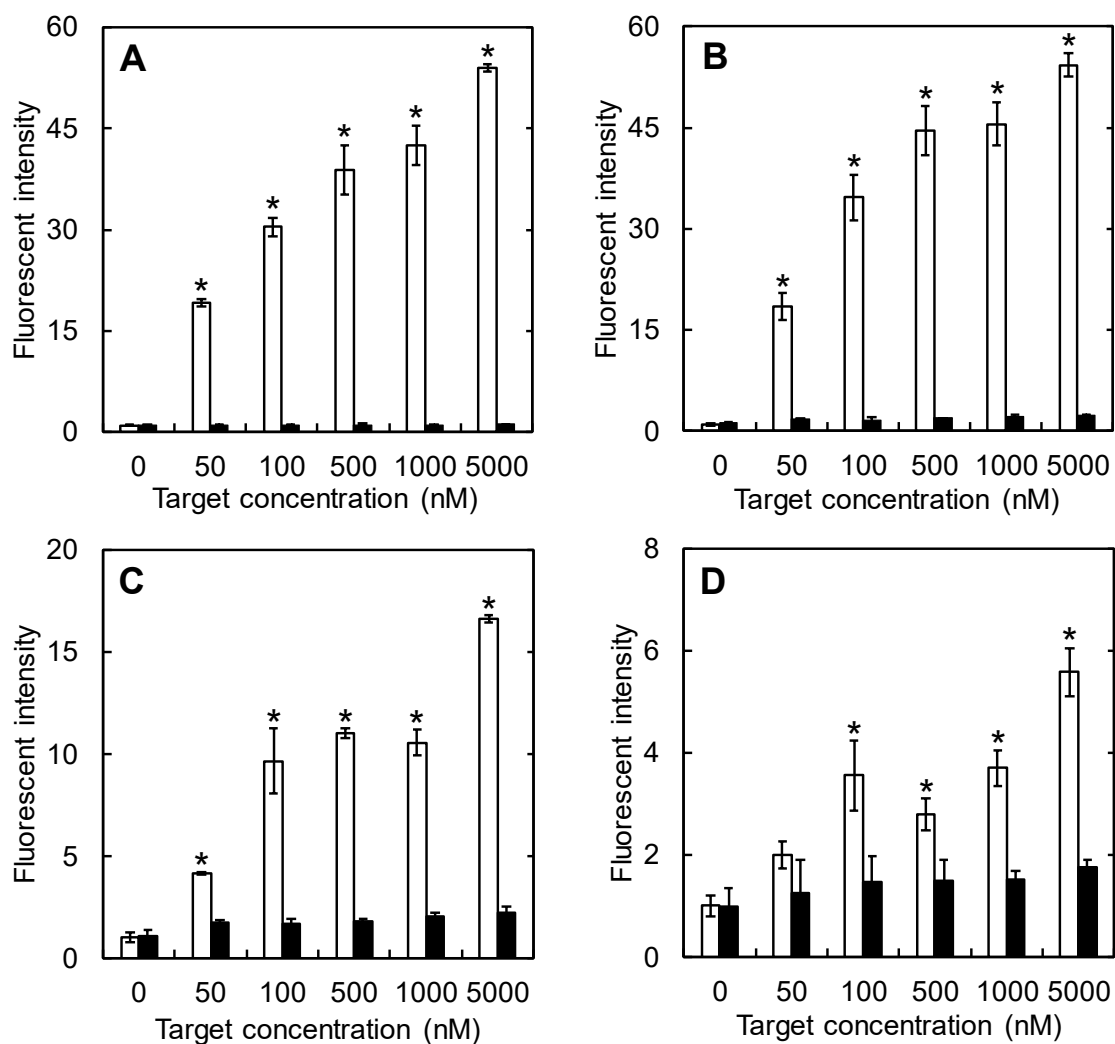 A
Fluorescent intensity
60
45
30
15
0
* * * * *
0 50 100 500 1000 5000
Target concentration (nM)
B
Fluorescent intensity
60
45
30
15
0
* * * * *
0 50 100 500 1000 5000
Target concentration (nM)
C
Fluorescent intensity
20
15
10
5
0
* * * * *
0 50 100 500 1000 5000
Target concentration (nM)
D
Fluorescent intensity
8
6
4
2
0
* * * *
0 50 100 500 1000 5000
Target concentration (nM)